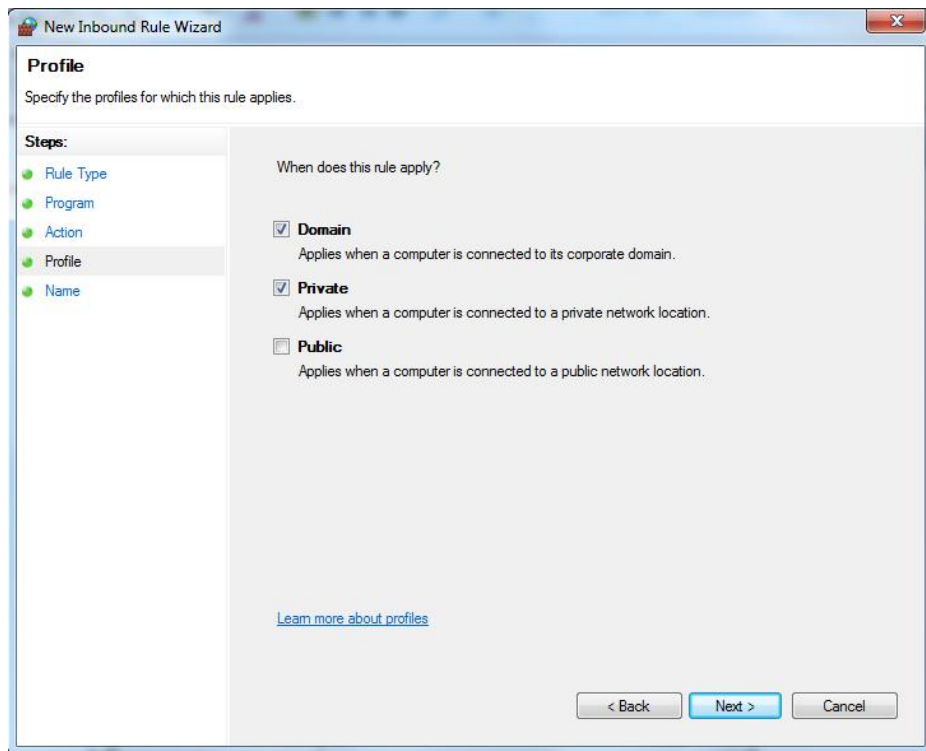 New Inbound Rule Wizard
Profile
Specify the profiles for which this rule applies.
Steps:
Rule Type
Program
Action
Profile
Name
When does this rule apply?
Domain
Applies when a computer is connected to its corporate domain.
Private
Applies when a computer is connected to a private network location.
Public
Applies when a computer is connected to a public network location.
Learn more about profiles
< Back
Next >
Cancel